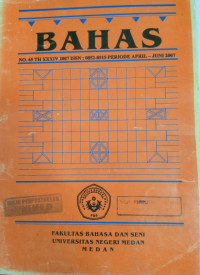 BAHAS
NO. 65 TH XXXIV 2007 ISSN : 0852-8515 PERIODE APRIL – JUNI 2007
FAKULTAS BAHASA DAN SENI
UNIVERSITAS NEGERI MEDAN
MEDAN